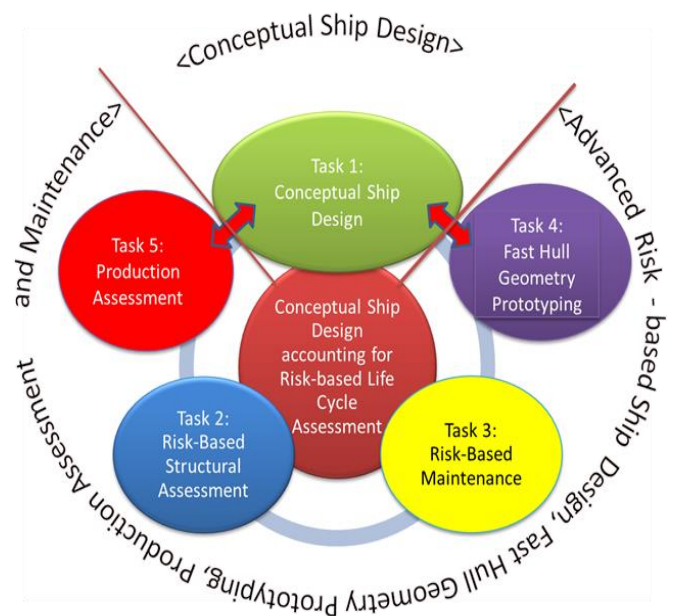 <Conceptual Ship Design>
<Advanced Risk - based Ship Design, Fast Hull Geometry Prototyping, Production Assessment and Maintenance>
Task 1:
Conceptual Ship
Design
Task 5:
Production
Assessment
Task 4:
Fast Hull
Geometry
Prototyping
Conceptual Ship
Design
accounting for
Risk-based Life
Cycle
Assessment
Task 2:
Risk-Based
Structural
Assessment
Task 3:
Risk-Based
Maintenance